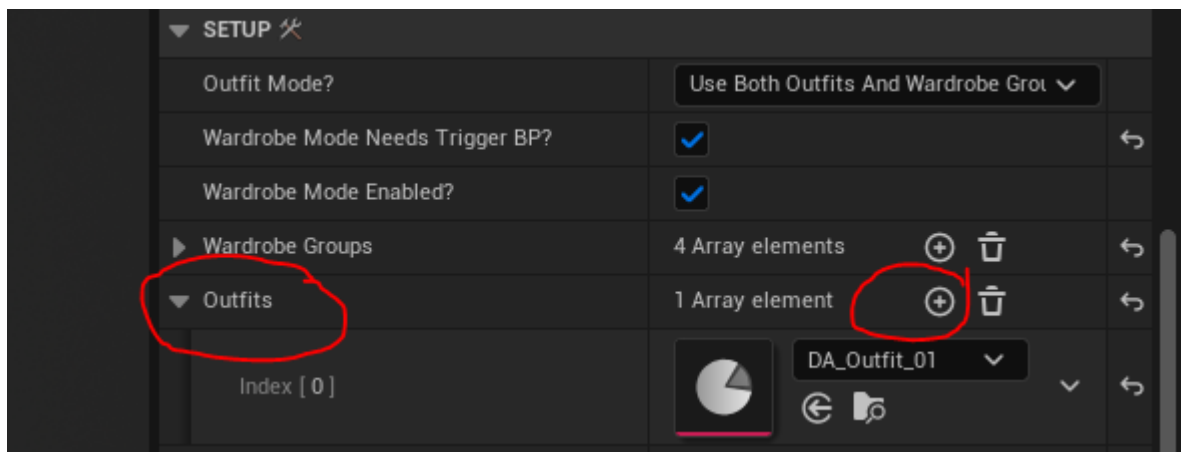 SETUP
Outfit Mode?
Use Both Outfits And Wardrobe Grou
Wardrobe Mode Needs Trigger BP?
Wardrobe Mode Enabled?
Wardrobe Groups
4 Array elements
Outfits
1 Array element
Index [ 0 ]
DA_Outfit_01